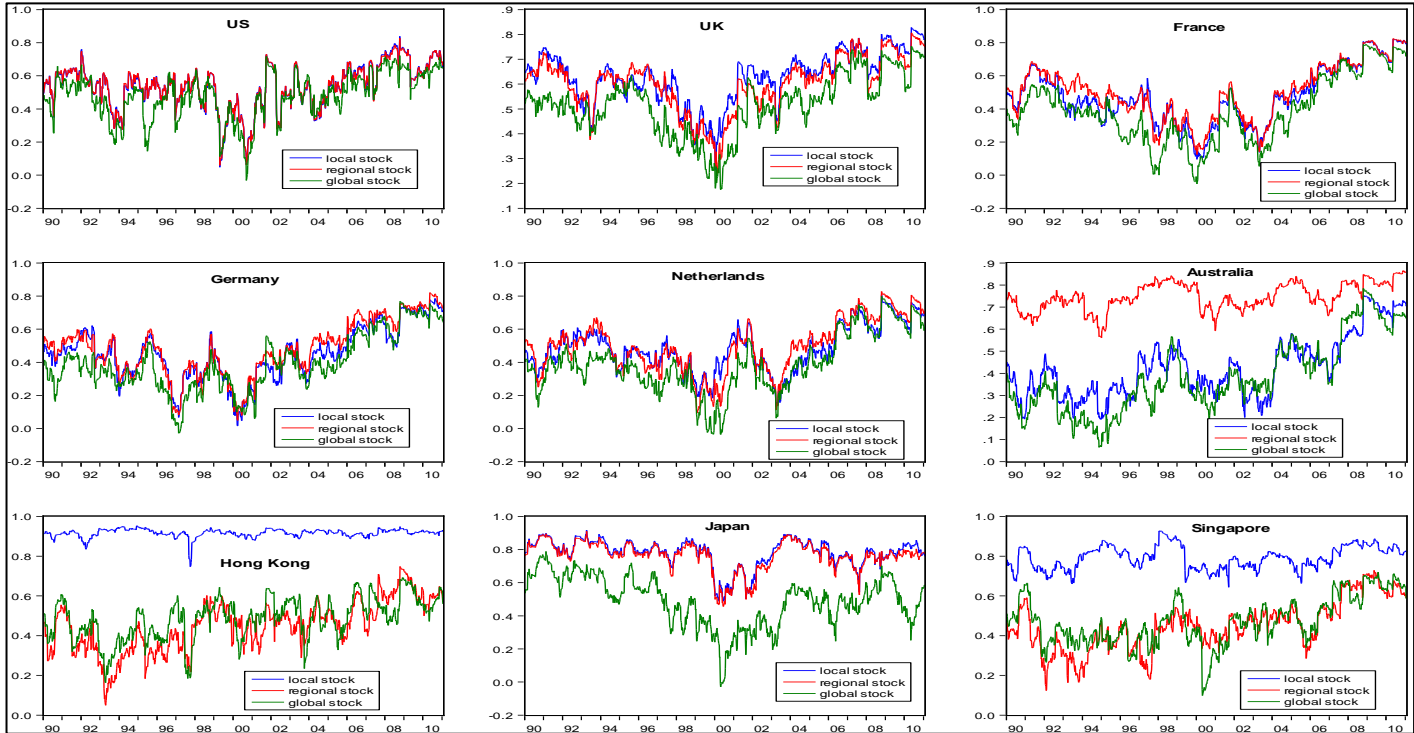 US
1.0
0.8
0.6
0.4
0.2
0.0
-0.2
local stock
regional stock
global stock
90 92 94 96 98 00 02 04 06 08 10
UK
.9
.8
.7
.6
.5
.4
.3
.2
.1
local stock
regional stock
global stock
90 92 94 96 98 00 02 04 06 08 10
France
1.0
0.8
0.6
0.4
0.2
0.0
-0.2
local stock
regional stock
global stock
90 92 94 96 98 00 02 04 06 08 10
Germany
1.0
0.8
0.6
0.4
0.2
0.0
-0.2
local stock
regional stock
global stock
90 92 94 96 98 00 02 04 06 08 10
Netherlands
1.0
0.8
0.6
0.4
0.2
0.0
-0.2
local stock
regional stock
global stock
90 92 94 96 98 00 02 04 06 08 10
Australia
.9
.8
.7
.6
.5
.4
.3
.2
.1
.0
local stock
regional stock
global stock
90 92 94 96 98 00 02 04 06 08 10
Hong Kong
1.0
0.8
0.6
0.4
0.2
0.0
local stock
regional stock
global stock
90 92 94 96 98 00 02 04 06 08 10
Japan
1.0
0.8
0.6
0.4
0.2
0.0
-0.2
local stock
regional stock
global stock
90 92 94 96 98 00 02 04 06 08 10
Singapore
1.0
0.8
0.6
0.4
0.2
0.0
local stock
regional stock
global stock
90 92 94 96 98 00 02 04 06 08 10